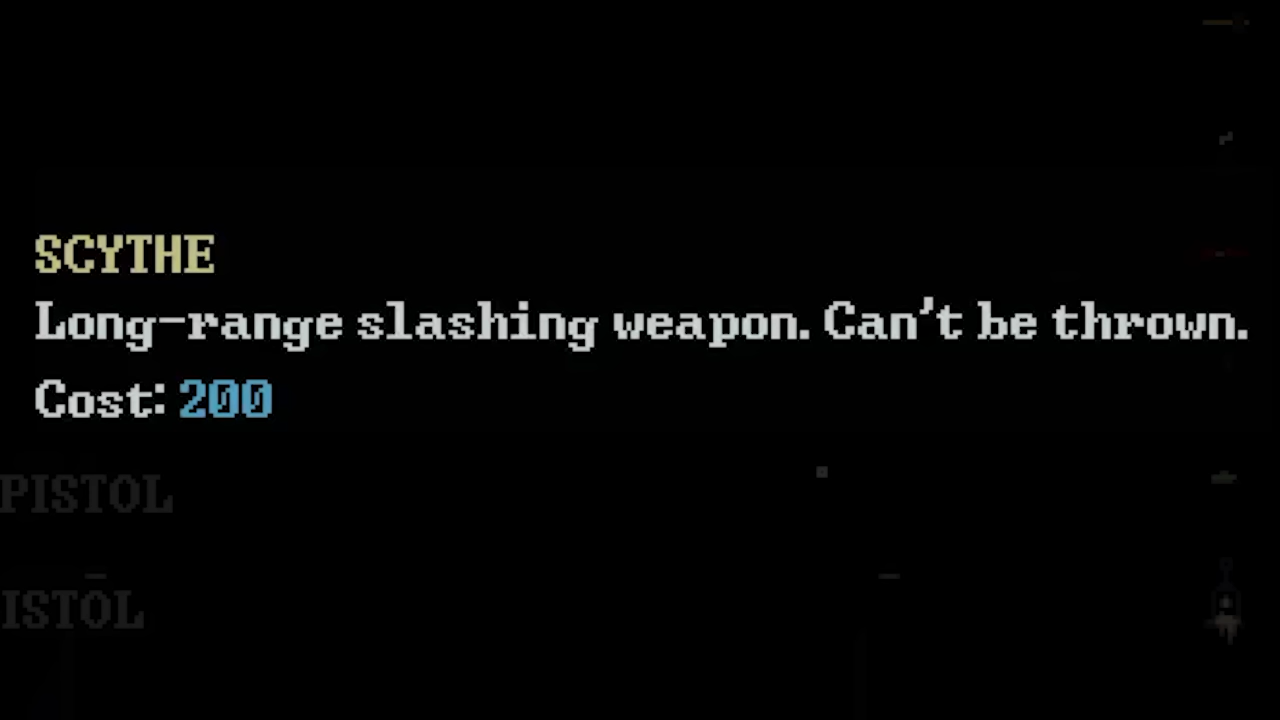 SCYTHE
Long-range slashing weapon. Can't be thrown.
Cost: 200
PISTOL
ISTOL